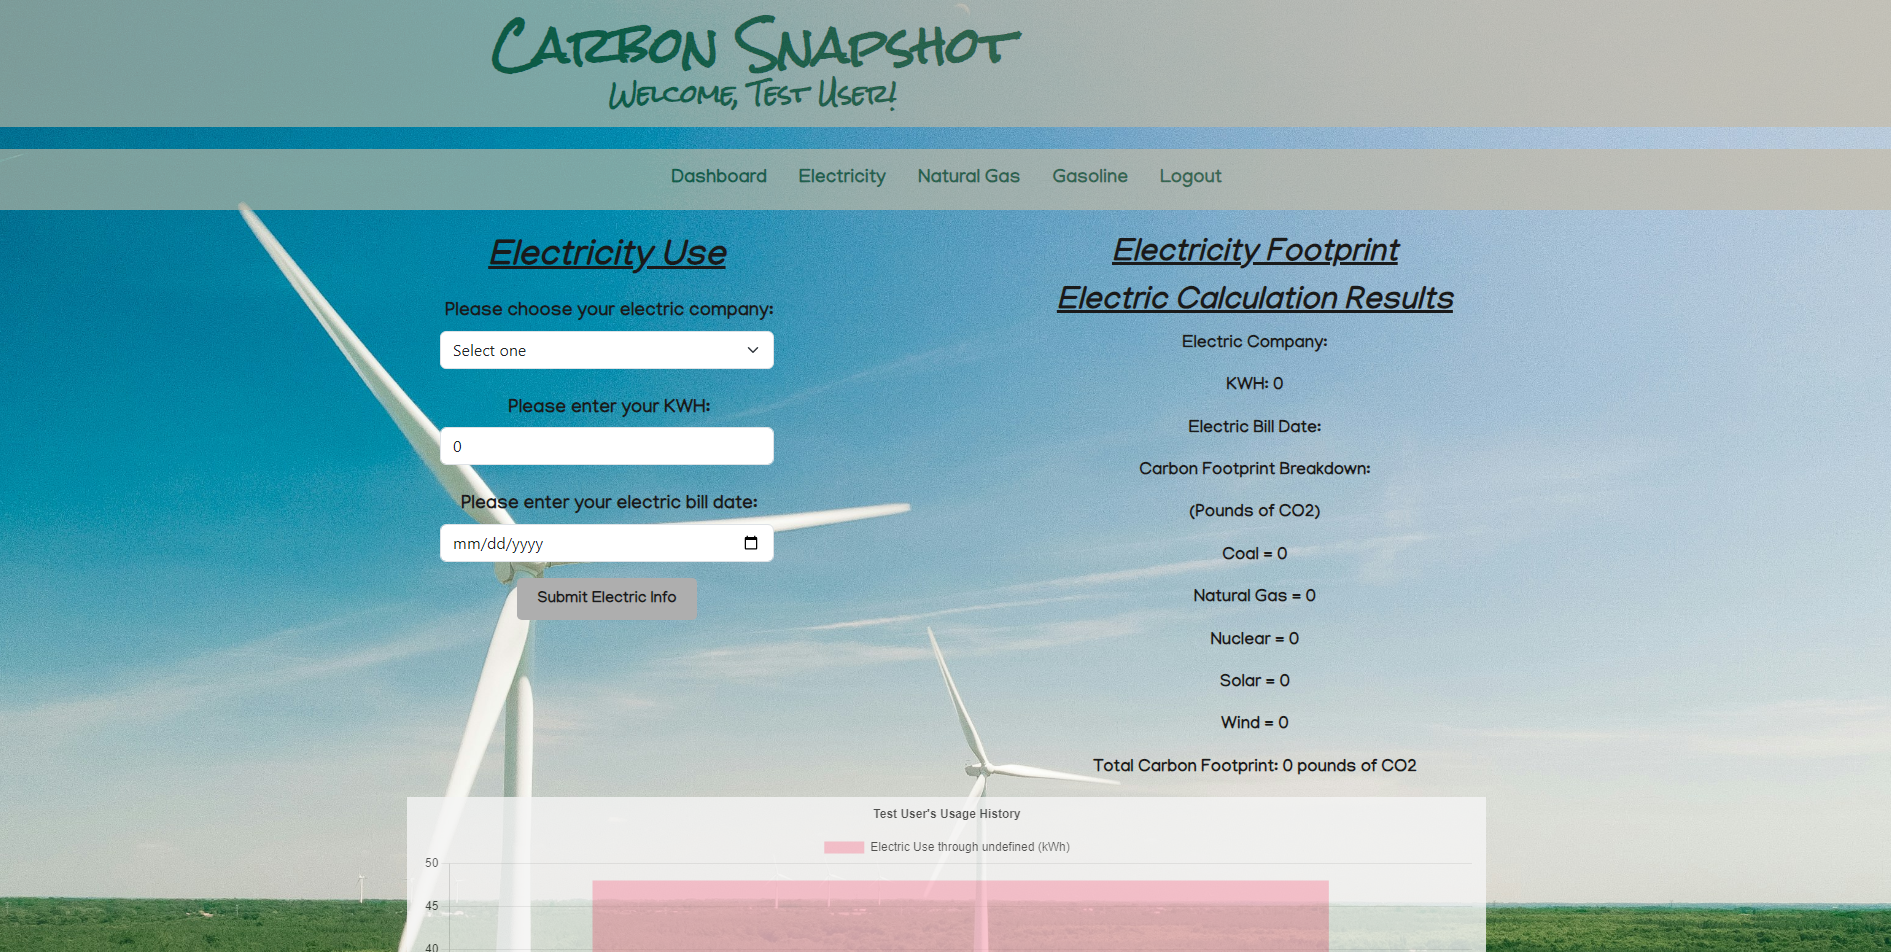 Carbon Snapshot
Welcome, Test User!
Dashboard Electricity Natural Gas Gasoline Logout
Electricity Use
Please choose your electric company:
Select one
Please enter your KWH:
0
Please enter your electric bill date:
mm/dd/yyyy
Submit Electric Info
Electricity Footprint
Electric Calculation Results
Electric Company:
KWH: 0
Electric Bill Date:
Carbon Footprint Breakdown:
(Pounds of CO2)
Coal = 0
Natural Gas = 0
Nuclear = 0
Solar = 0
Wind = 0
Total Carbon Footprint: 0 pounds of CO2
Test User's Usage History
Electric Use through undefined (kWh)
50
45
40